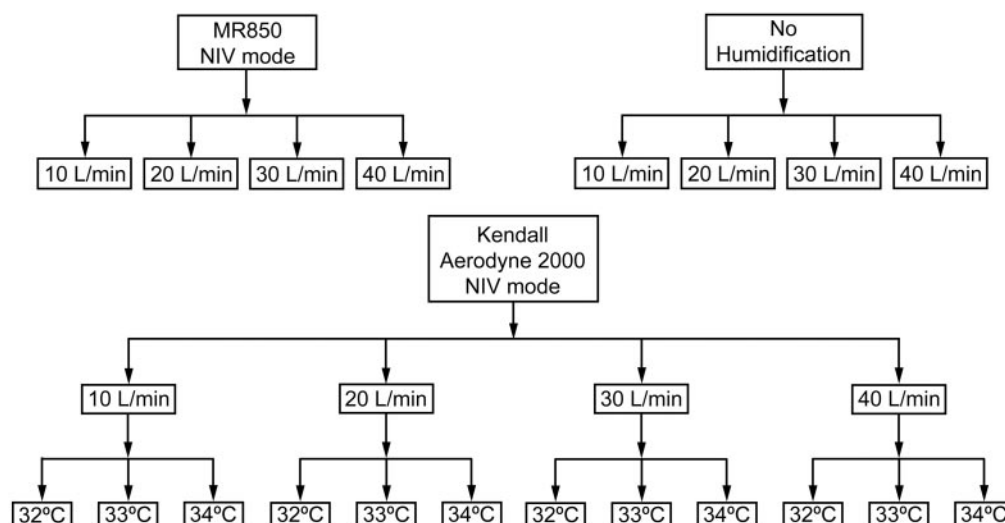 MR850
NIV mode
No
Humidification
10 L/min 20 L/min 30 L/min 40 L/min
10 L/min 20 L/min 30 L/min 40 L/min
Kendall
Aerodyne 2000
NIV mode
10 L/min 20 L/min 30 L/min 40 L/min
32ºC 33ºC 34ºC 32ºC 33ºC 34ºC 32ºC 33ºC 34ºC 32ºC 33ºC 34ºC